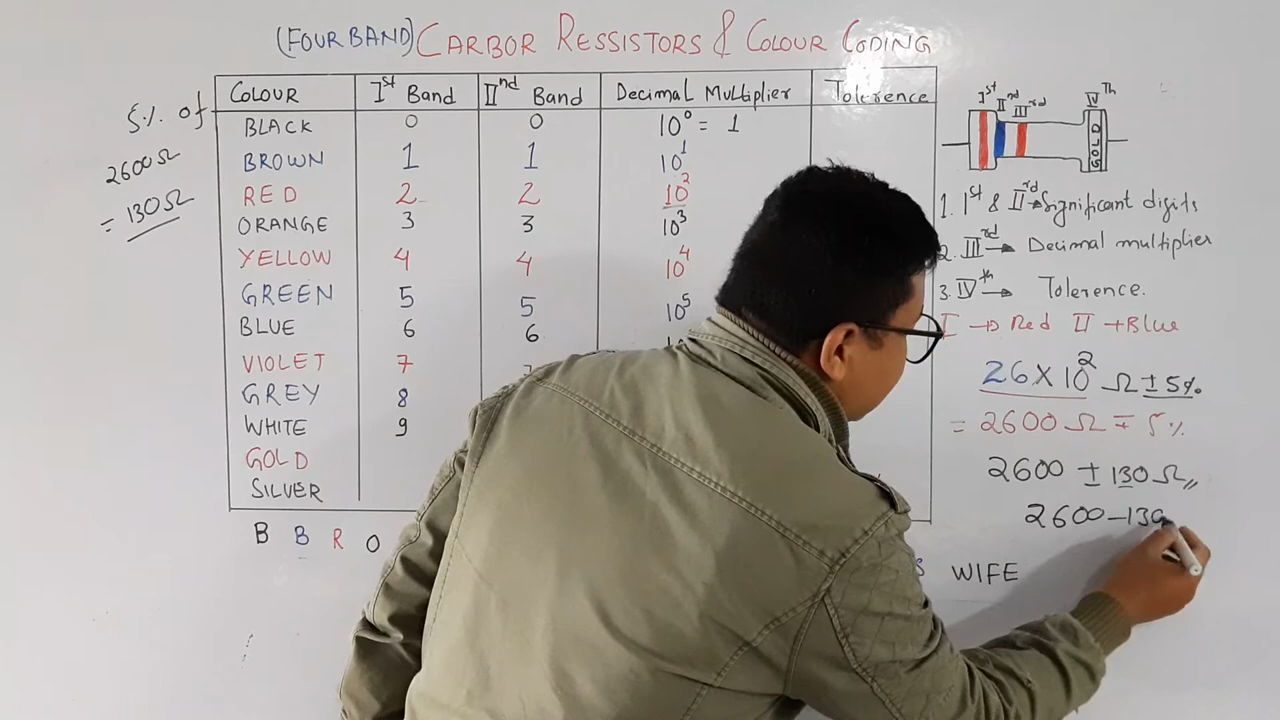 (FOUR BAND) CARBOR RESSISTORS & COLOUR CODING
5% of
2600 Ω
= 130 Ω
COLOUR Ist Band IInd Band Decimal Multiplier Tolerence
BLACK 0 0 10⁰ = 1
BROWN 1 1 10¹
RED 2 2 10²
ORANGE 3 3 10³
YELLOW 4 4 10⁴
GREEN 5 5 10⁵
BLUE 6 6
VIOLET 7
GREY 8
WHITE 9
GOLD
SILVER
B B R O
WIFE
Ist IInd IIIrd IVTh
GOLD
1. Ist & IIrd → Significant digits
2. IIIrd → Decimal multiplier
3. IVth → Tolerence.
I → Red II → Blue
26 × 10² Ω ± 5%
= 2600 Ω ∓ 5%
2600 ± 130 Ω
2600 – 130